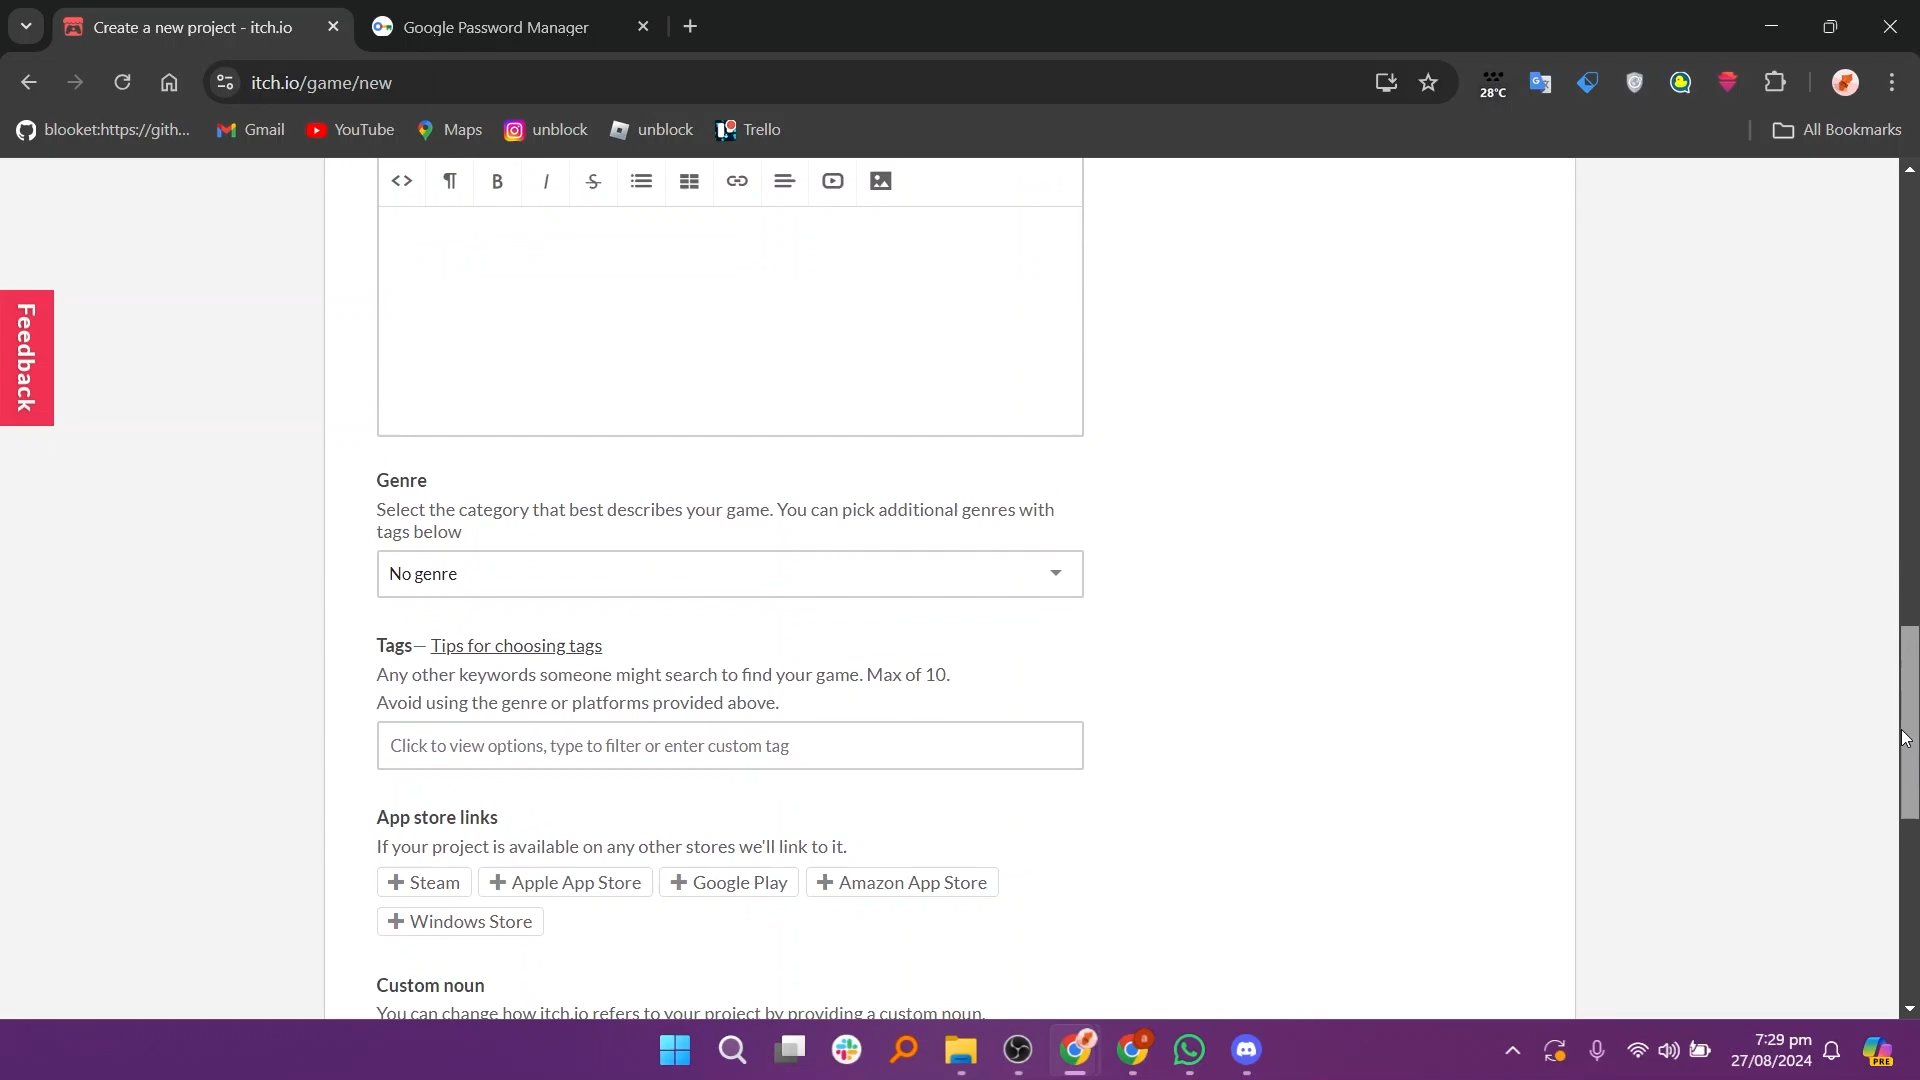 Create a new project - itch.io
Google Password Manager
itch.io/game/new
28°C
blooket:https://gith...
Gmail
YouTube
Maps
unblock
unblock
Trello
All Bookmarks
Feedback
Genre
Select the category that best describes your game. You can pick additional genres with
tags below
No genre
Tags— Tips for choosing tags
Any other keywords someone might search to find your game. Max of 10.
Avoid using the genre or platforms provided above.
Click to view options, type to filter or enter custom tag
App store links
If your project is available on any other stores we'll link to it.
Steam
Apple App Store
Google Play
Amazon App Store
Windows Store
Custom noun
You can change how itch.io refers to your project by providing a custom noun.
7:29 pm
27/08/2024
PRE